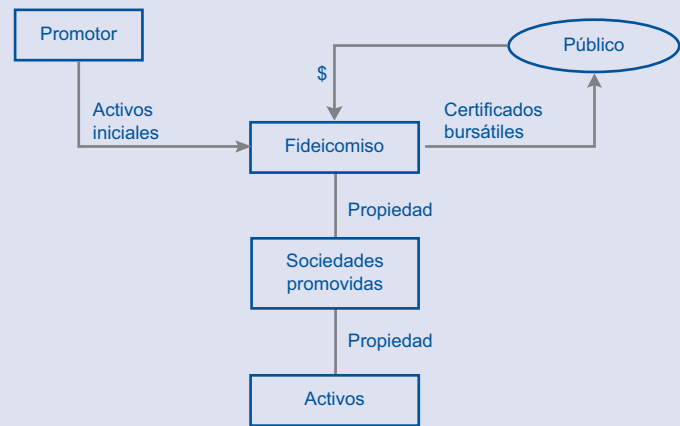 Promotor
Público
$
Activos
iniciales
Certificados
bursátiles
Fideicomiso
Propiedad
Sociedades
promovidas
Propiedad
Activos